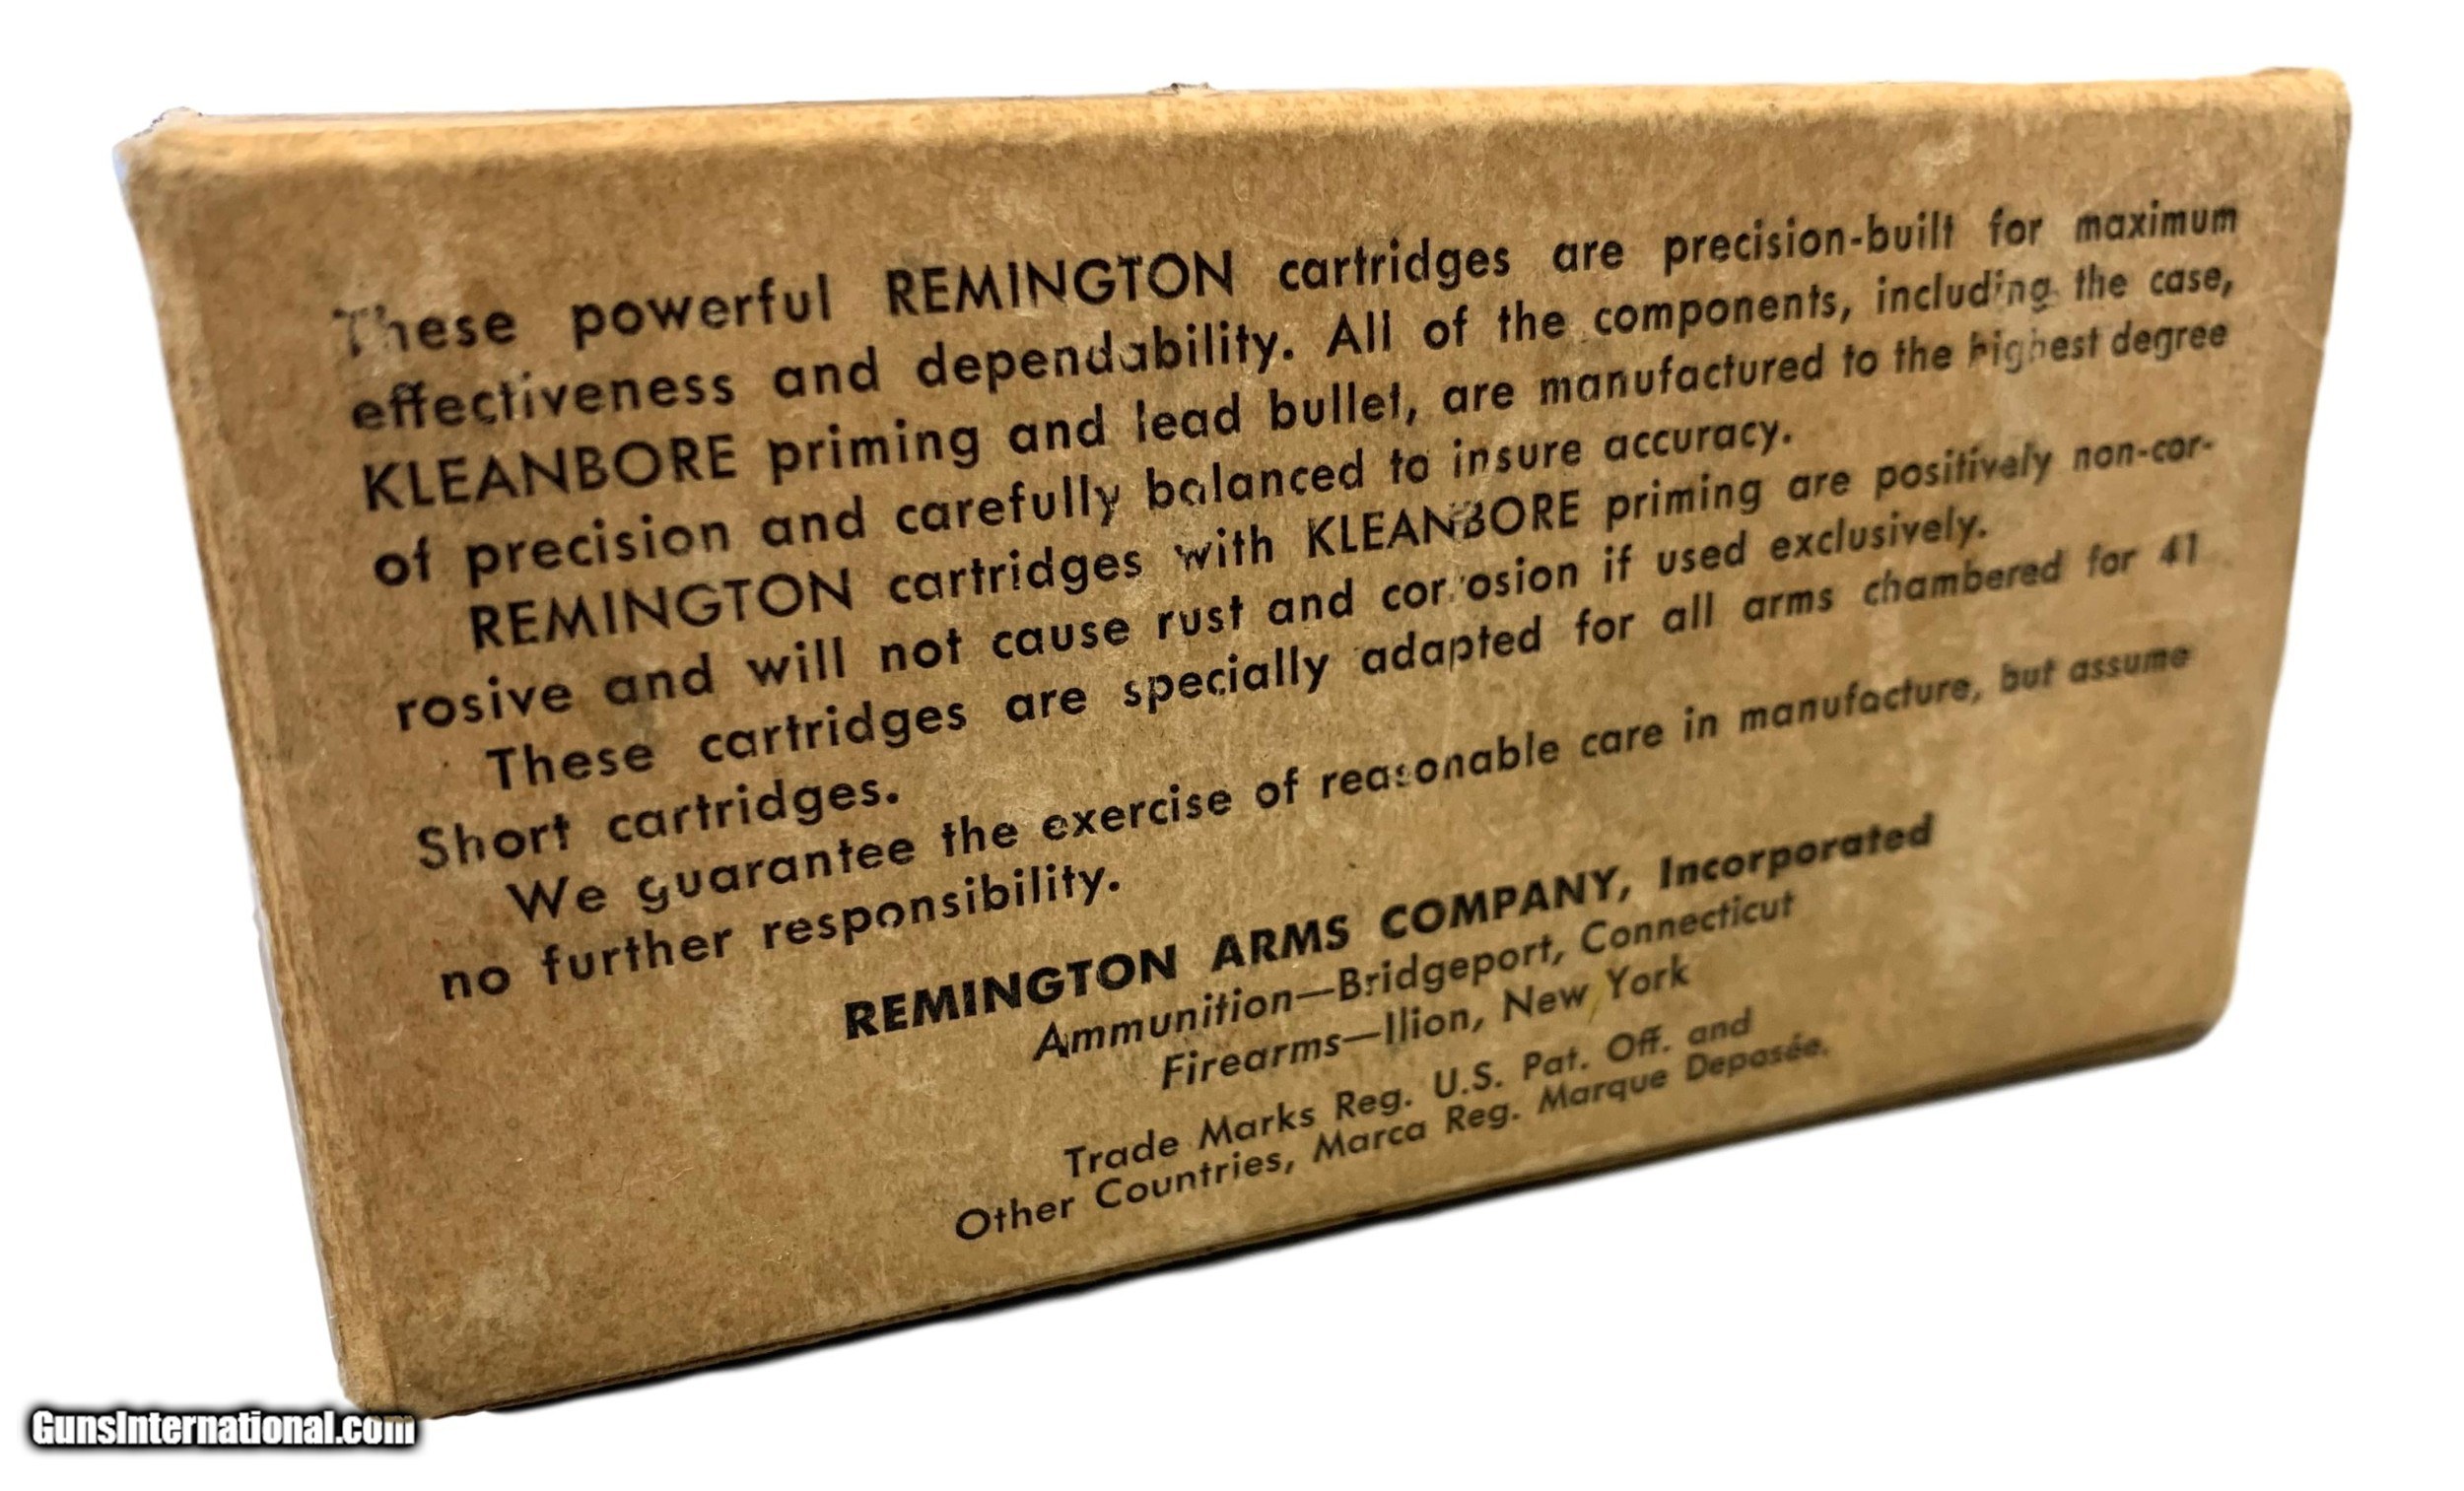 These powerful REMINGTON cartridges are precision-built for maximum
effectiveness and dependability. All of the components, including the case,
KLEANBORE priming and lead bullet, are manufactured to the highest degree
of precision and carefully balanced to insure accuracy.
REMINGTON cartridges with KLEANBORE priming are positively non-cor-
rosive and will not cause rust and corrosion if used exclusively.
These cartridges are specially adapted for all arms chambered for 41
Short cartridges.
We guarantee the exercise of reasonable care in manufacture, but assume
no further responsibility.
REMINGTON ARMS COMPANY, Incorporated
Ammunition—Bridgeport, Connecticut
Firearms—Ilion, New York
Trade Marks Reg. U.S. Pat. Off. and
Other Countries, Marca Reg. Marque Deposée.
GunsInternational.com